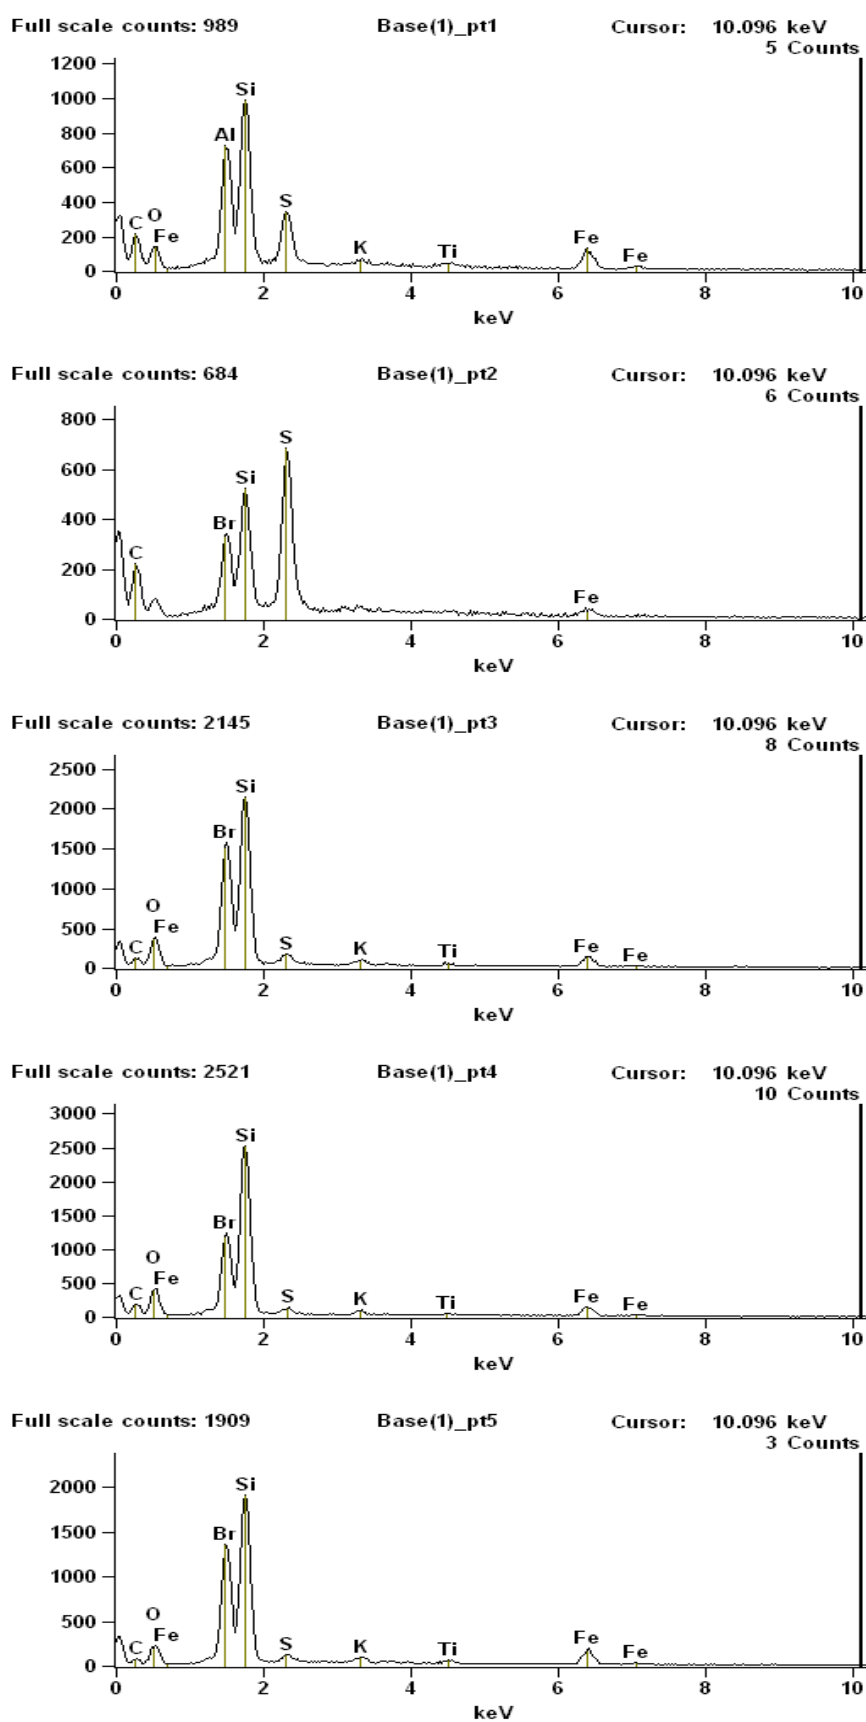 Full scale counts: 989 Base(1)_pt1 Cursor: 10.096 keV
5 Counts
1200
1000
800
600
400
200
0
Si
Al
S
C
O
Fe
K
Ti
Fe
Fe
0 2 4 6 8 10
keV
Full scale counts: 684 Base(1)_pt2 Cursor: 10.096 keV
6 Counts
800
600
400
200
0
S
Si
Br
C
Fe
0 2 4 6 8 10
keV
Full scale counts: 2145 Base(1)_pt3 Cursor: 10.096 keV
8 Counts
2500
2000
1500
1000
500
0
Si
Br
O
Fe
C
S
K
Ti
Fe
Fe
0 2 4 6 8 10
keV
Full scale counts: 2521 Base(1)_pt4 Cursor: 10.096 keV
10 Counts
3000
2500
2000
1500
1000
500
0
Si
Br
O
Fe
C
S
K
Ti
Fe
Fe
0 2 4 6 8 10
keV
Full scale counts: 1909 Base(1)_pt5 Cursor: 10.096 keV
3 Counts
2000
1500
1000
500
0
Si
Br
O
Fe
C
S
K
Ti
Fe
Fe
0 2 4 6 8 10
keV